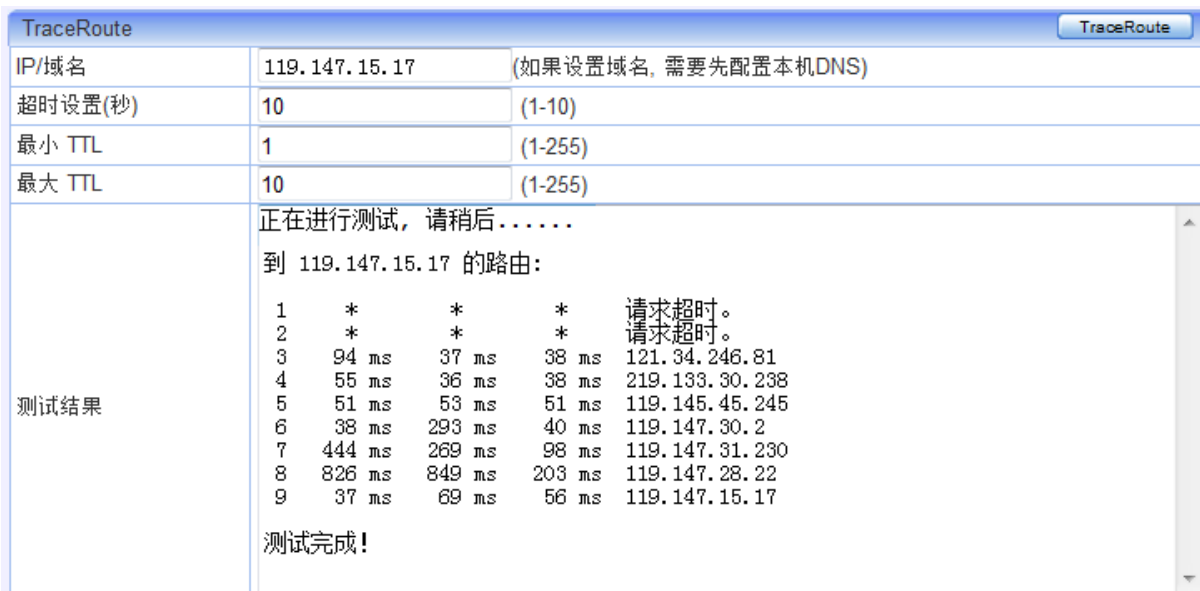 TraceRoute TraceRoute
IP/域名 119.147.15.17 (如果设置域名, 需要先配置本机DNS)
超时设置(秒) 10 (1-10)
最小 TTL 1 (1-255)
最大 TTL 10 (1-255)
测试结果
正在进行测试, 请稍后......
到 119.147.15.17 的路由:
1 * * * 请求超时。
2 * * * 请求超时。
3 94 ms 37 ms 38 ms 121.34.246.81
4 55 ms 36 ms 38 ms 219.133.30.238
5 51 ms 53 ms 51 ms 119.145.45.245
6 38 ms 293 ms 40 ms 119.147.30.2
7 444 ms 269 ms 98 ms 119.147.31.230
8 826 ms 849 ms 203 ms 119.147.28.22
9 37 ms 69 ms 56 ms 119.147.15.17
测试完成!